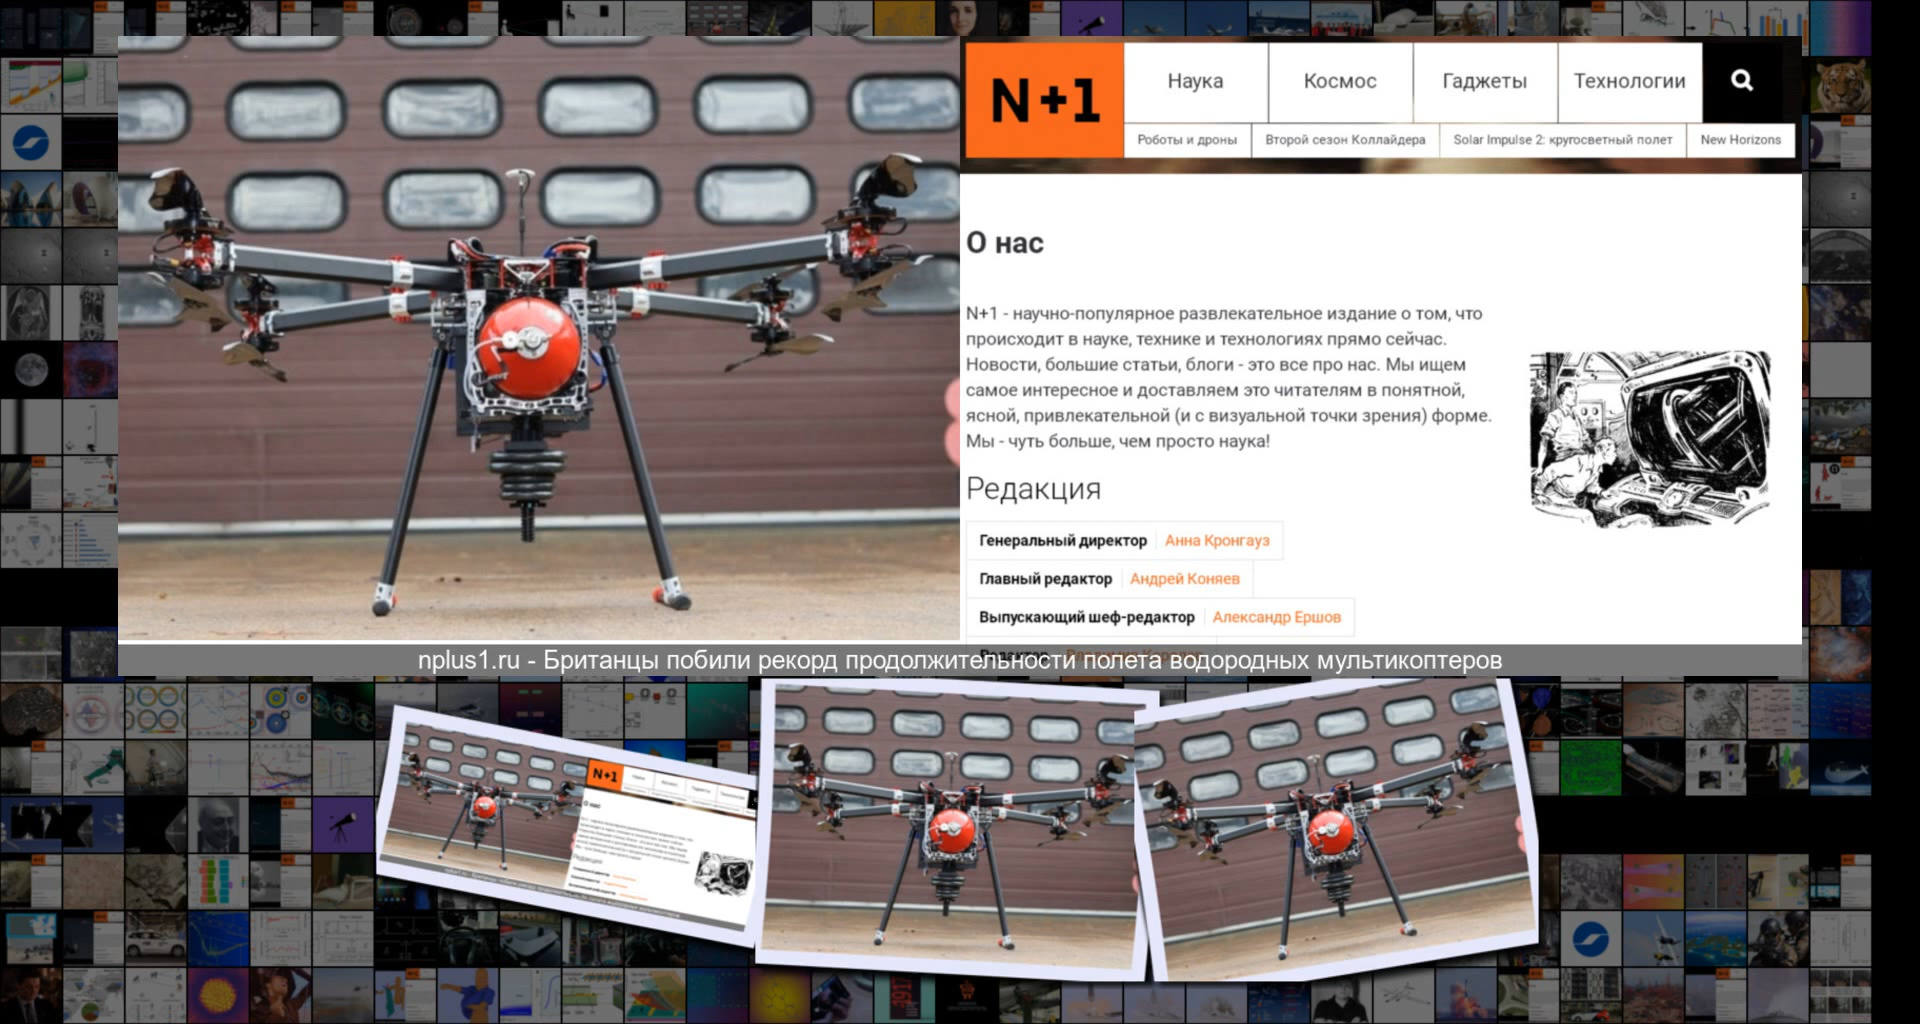 N+1
Наука
Космос
Гаджеты
Технологии
Роботы и дроны
Второй сезон Коллайдера
Solar Impulse 2: кругосветный полет
New Horizons
О нас
N+1 - научно-популярное развлекательное издание о том, что
происходит в науке, технике и технологиях прямо сейчас.
Новости, большие статьи, блоги - это все про нас. Мы ищем
самое интересное и доставляем это читателям в понятной,
ясной, привлекательной (и с визуальной точки зрения) форме.
Мы - чуть больше, чем просто наука!
Редакция
Генеральный директор Анна Кронгауз
Главный редактор Андрей Коняев
Выпускающий шеф-редактор Александр Ершов
Редактор
nplus1.ru - Британцы побили рекорд продолжительности полета водородных мультикоптеров
N+1
О нас
Редакция